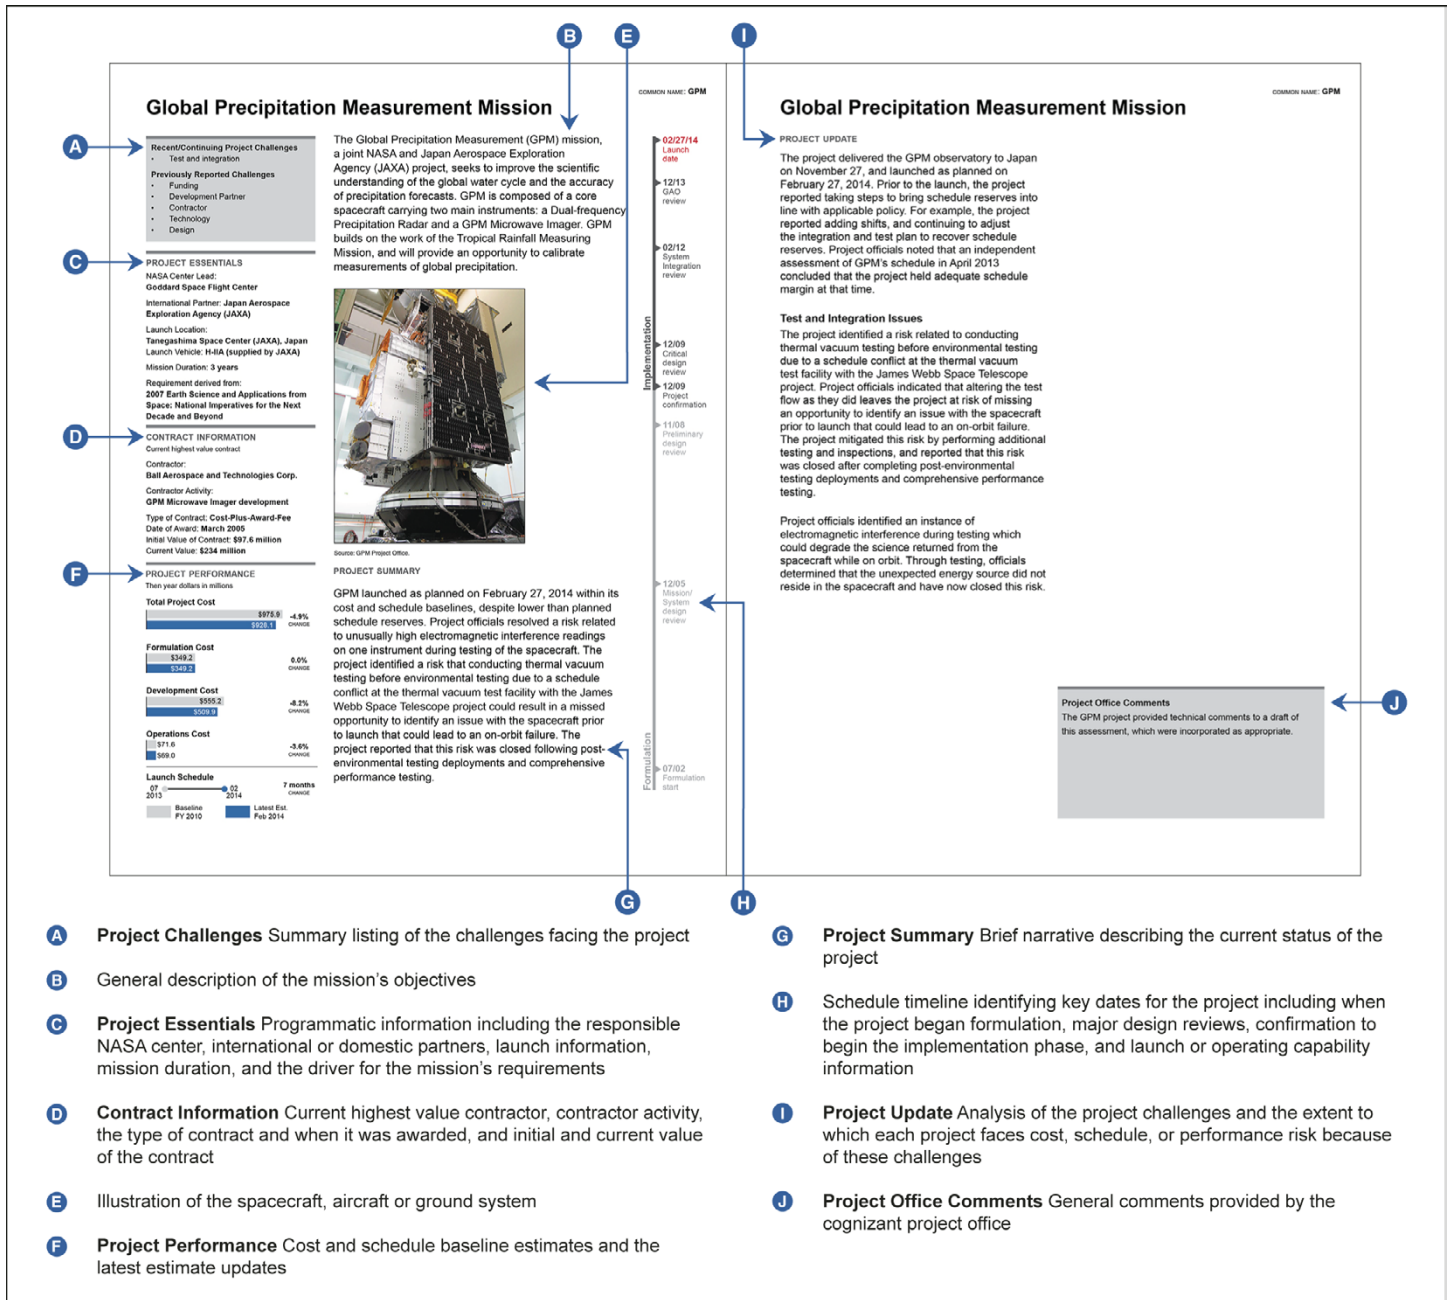 B
E
I
COMMON NAME: GPM
Global Precipitation Measurement Mission
A
Recent/Continuing Project Challenges
• Test and integration
Previously Reported Challenges
• Funding
• Development Partner
• Contractor
• Technology
• Design
C
PROJECT ESSENTIALS
NASA Center Lead:
Goddard Space Flight Center
International Partner: Japan Aerospace
Exploration Agency (JAXA)
Launch Location:
Tanegashima Space Center (JAXA), Japan
Launch Vehicle: H-IIA (supplied by JAXA)
Mission Duration: 3 years
Requirement derived from:
2007 Earth Science and Applications from
Space: National Imperatives for the Next
Decade and Beyond
D
CONTRACT INFORMATION
Current highest value contract
Contractor:
Ball Aerospace and Technologies Corp.
Contractor Activity:
GPM Microwave Imager development
Type of Contract: Cost-Plus-Award-Fee
Date of Award: March 2005
Initial Value of Contract: $97.6 million
Current Value: $234 million
F
PROJECT PERFORMANCE
Then year dollars in millions
Total Project Cost
$975.9
$928.1
-4.9%
CHANGE
Formulation Cost
$349.2
$349.2
0.0%
CHANGE
Development Cost
$555.2
$509.9
-8.2%
CHANGE
Operations Cost
$71.6
$69.0
-3.6%
CHANGE
Launch Schedule
07
2013
02
2014
7 months
CHANGE
Baseline
FY 2010
Latest Est.
Feb 2014
The Global Precipitation Measurement (GPM) mission,
a joint NASA and Japan Aerospace Exploration
Agency (JAXA) project, seeks to improve the scientific
understanding of the global water cycle and the accuracy
of precipitation forecasts. GPM is composed of a core
spacecraft carrying two main instruments: a Dual-frequency
Precipitation Radar and a GPM Microwave Imager. GPM
builds on the work of the Tropical Rainfall Measuring
Mission, and will provide an opportunity to calibrate
measurements of global precipitation.
Source: GPM Project Office.
PROJECT SUMMARY
GPM launched as planned on February 27, 2014 within its
cost and schedule baselines, despite lower than planned
schedule reserves. Project officials resolved a risk related
to unusually high electromagnetic interference readings
on one instrument during testing of the spacecraft. The
project identified a risk that conducting thermal vacuum
testing before environmental testing due to a schedule
conflict at the thermal vacuum test facility with the James
Webb Space Telescope project could result in a missed
opportunity to identify an issue with the spacecraft prior
to launch that could lead to an on-orbit failure. The
project reported that this risk was closed following post-
environmental testing deployments and comprehensive
performance testing.
02/27/14
Launch
date
12/13
GAO
review
02/12
System
Integration
review
Implementation
12/09
Critical
design
review
12/09
Project
confirmation
11/08
Preliminary
design
review
12/05
Mission/
System
design
review
Formulation
07/02
Formulation
start
G
H
COMMON NAME: GPM
Global Precipitation Measurement Mission
PROJECT UPDATE
The project delivered the GPM observatory to Japan
on November 27, and launched as planned on
February 27, 2014. Prior to the launch, the project
reported taking steps to bring schedule reserves into
line with applicable policy. For example, the project
reported adding shifts, and continuing to adjust
the integration and test plan to recover schedule
reserves. Project officials noted that an independent
assessment of GPM's schedule in April 2013
concluded that the project held adequate schedule
margin at that time.
Test and Integration Issues
The project identified a risk related to conducting
thermal vacuum testing before environmental testing
due to a schedule conflict at the thermal vacuum
test facility with the James Webb Space Telescope
project. Project officials indicated that altering the test
flow as they did leaves the project at risk of missing
an opportunity to identify an issue with the spacecraft
prior to launch that could lead to an on-orbit failure.
The project mitigated this risk by performing additional
testing and inspections, and reported that this risk
was closed after completing post-environmental
testing deployments and comprehensive performance
testing.
Project officials identified an instance of
electromagnetic interference during testing which
could degrade the science returned from the
spacecraft while on orbit. Through testing, officials
determined that the unexpected energy source did not
reside in the spacecraft and have now closed this risk.
Project Office Comments
The GPM project provided technical comments to a draft of
this assessment, which were incorporated as appropriate.
J
A Project Challenges Summary listing of the challenges facing the project
B General description of the mission's objectives
C Project Essentials Programmatic information including the responsible
NASA center, international or domestic partners, launch information,
mission duration, and the driver for the mission's requirements
D Contract Information Current highest value contractor, contractor activity,
the type of contract and when it was awarded, and initial and current value
of the contract
E Illustration of the spacecraft, aircraft or ground system
F Project Performance Cost and schedule baseline estimates and the
latest estimate updates
G Project Summary Brief narrative describing the current status of the
project
H Schedule timeline identifying key dates for the project including when
the project began formulation, major design reviews, confirmation to
begin the implementation phase, and launch or operating capability
information
I Project Update Analysis of the project challenges and the extent to
which each project faces cost, schedule, or performance risk because
of these challenges
J Project Office Comments General comments provided by the
cognizant project office